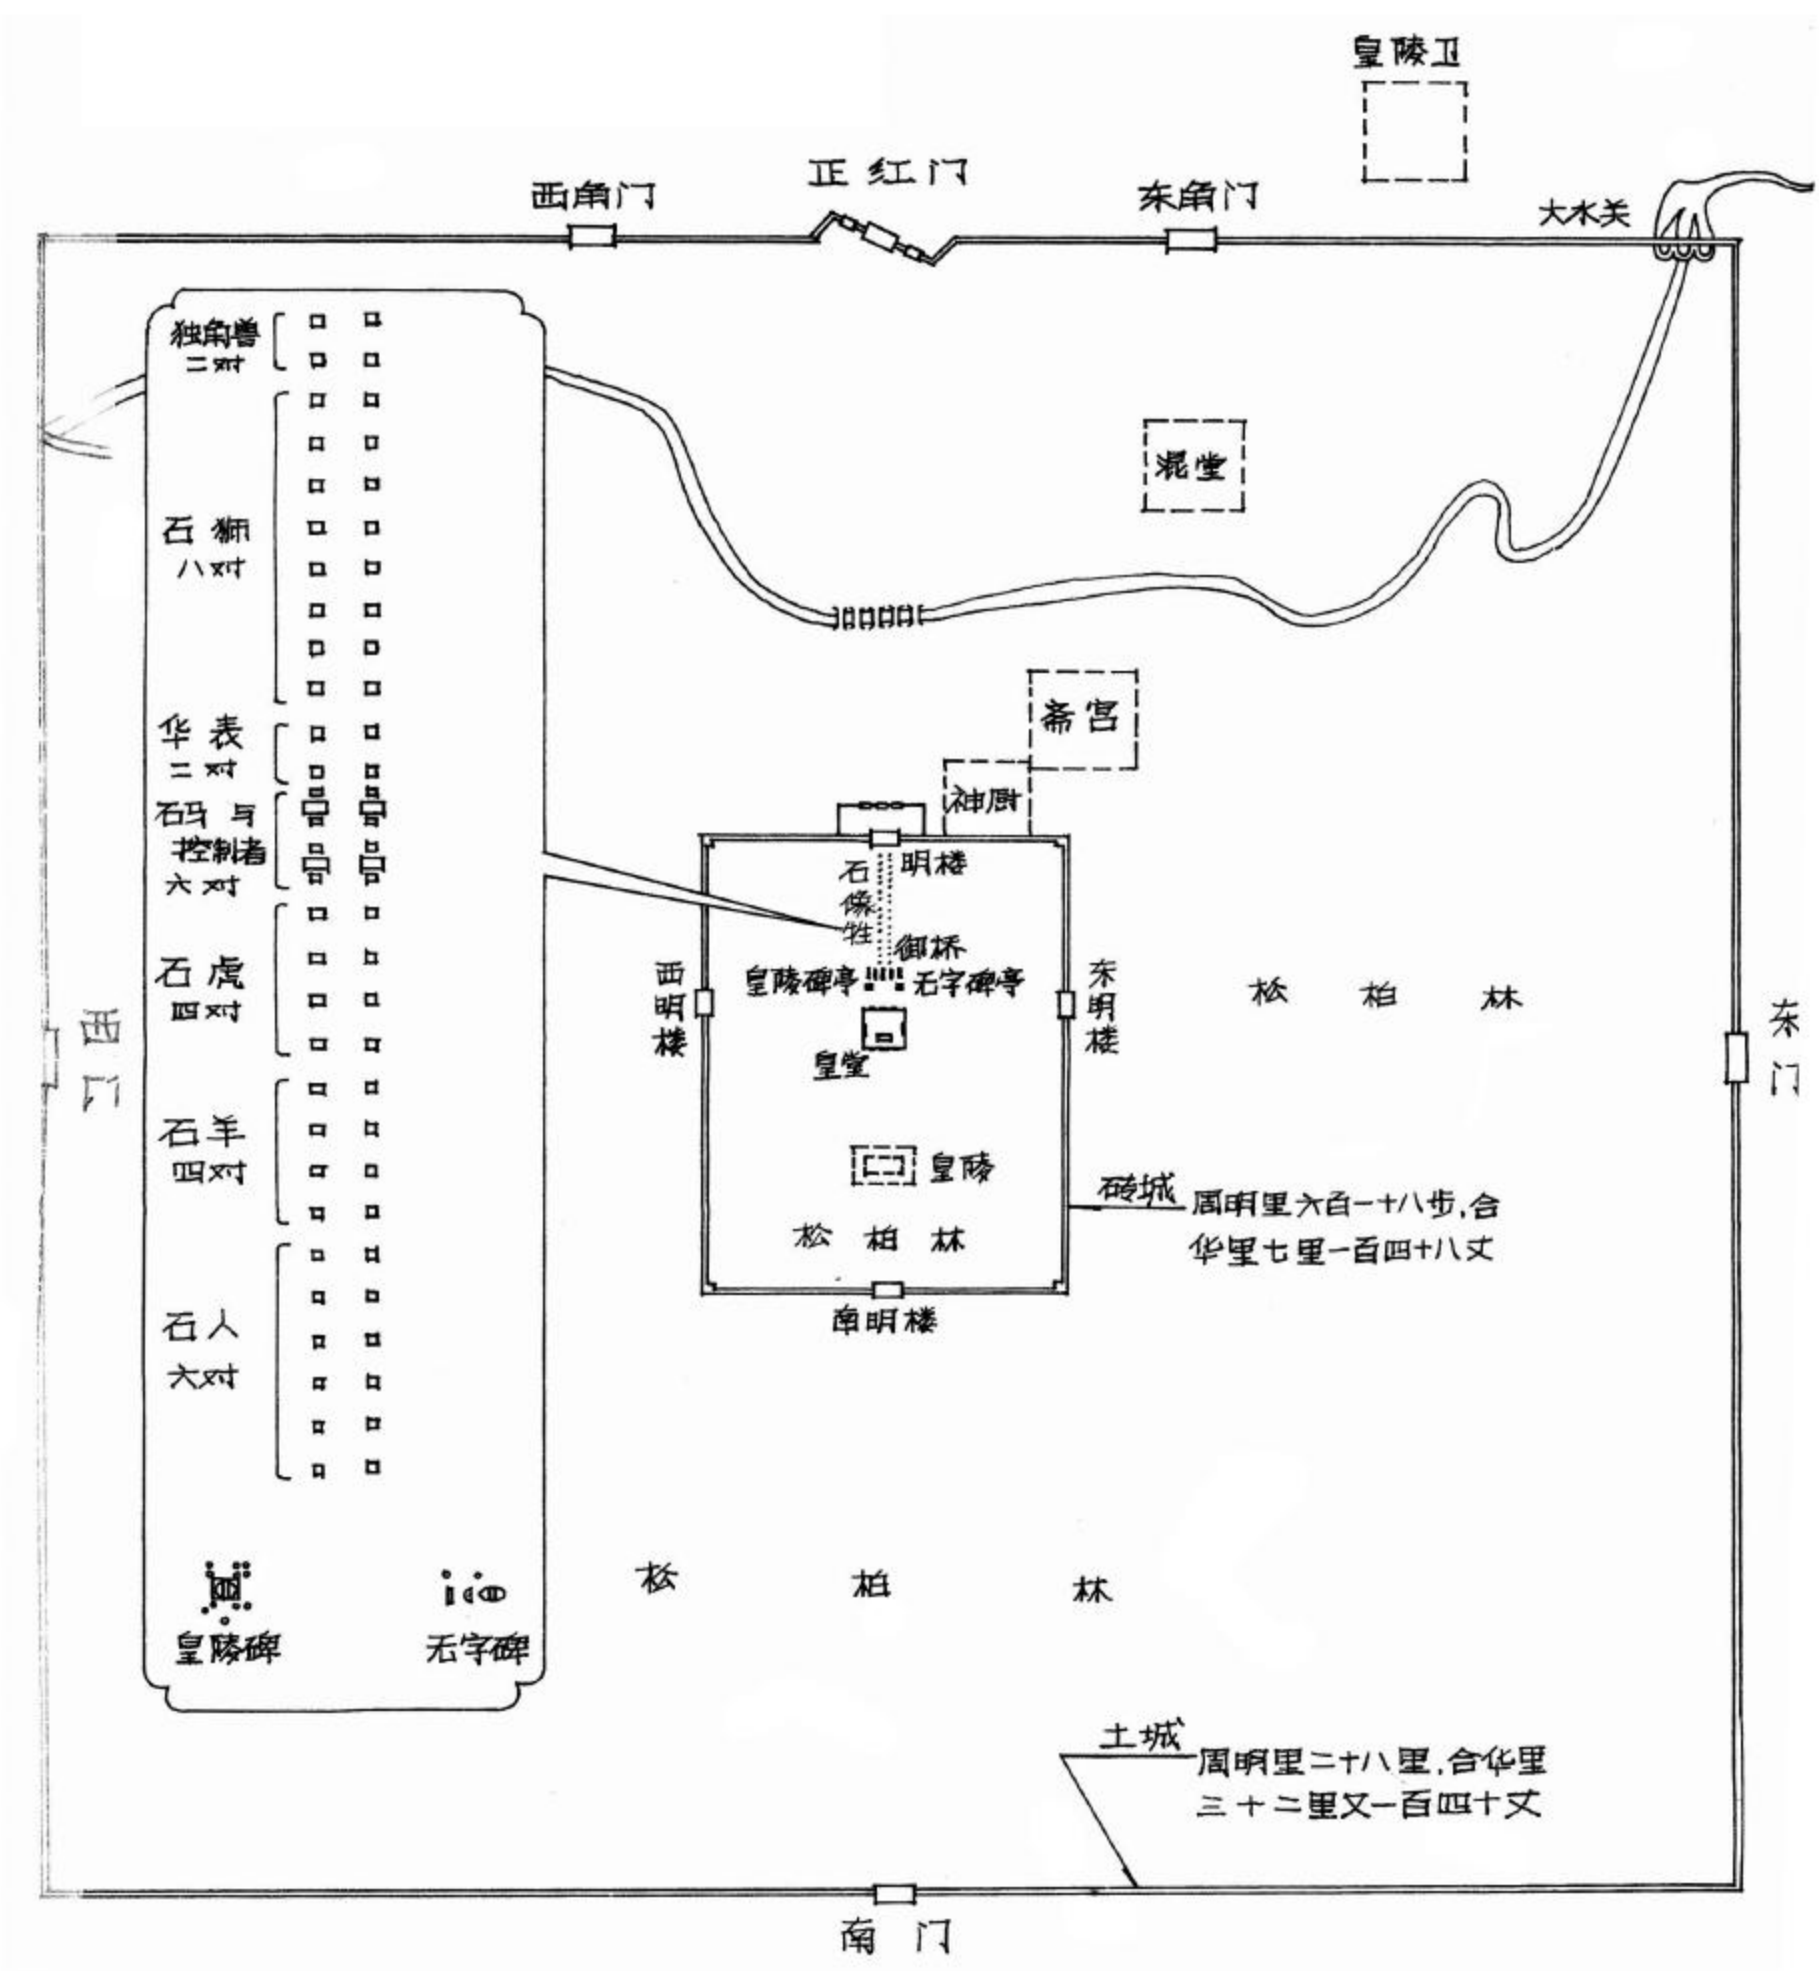 皇陵卫
正红门
西角门
东角门
大水关
独角兽
二对
石狮
八对
华表
二对
石马与
控制者
六对
石虎
四对
石羊
四对
石人
六对
皇陵碑
无字碑
混堂
斋宫
神厨
明楼
石像牲
御桥
皇陵碑亭
无字碑亭
皇堂
西明楼
东明楼
皇陵
松柏林
南明楼
西门
东门
松柏林
砖城
周明里六百一十八步,合
华里七里一百四十八丈
松柏林
土城
周明里二十八里,合华里
三十二里又一百四十丈
南门